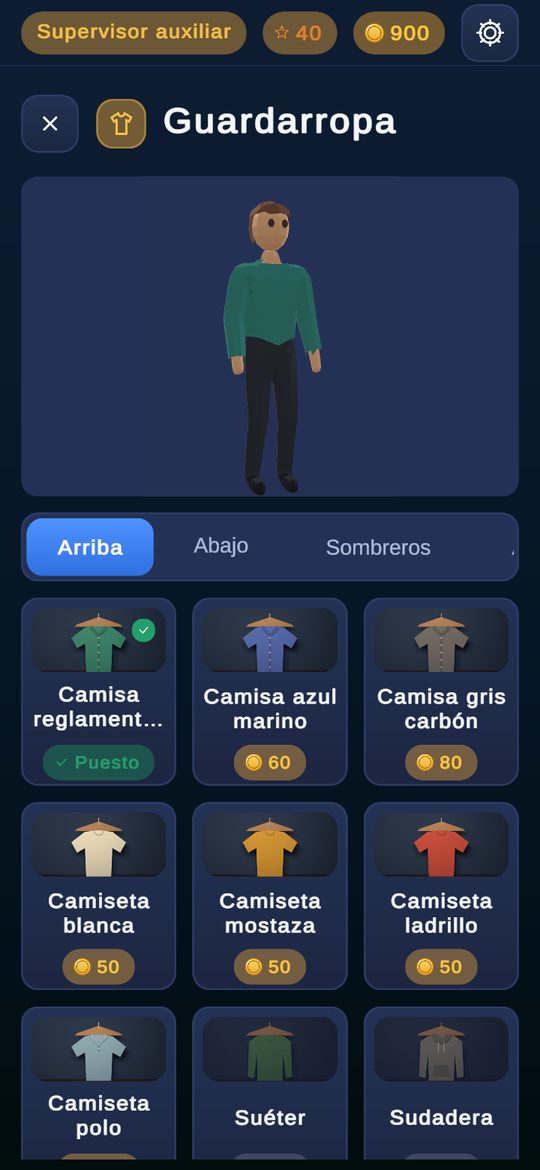 Supervisor auxiliar
40
900
Guardarropa
Arriba
Abajo
Sombreros
Camisa
reglament…
Puesto
Camisa azul
marino
60
Camisa gris
carbón
80
Camiseta
blanca
50
Camiseta
mostaza
50
Camiseta
ladrillo
50
Camiseta
polo
Suéter
Sudadera